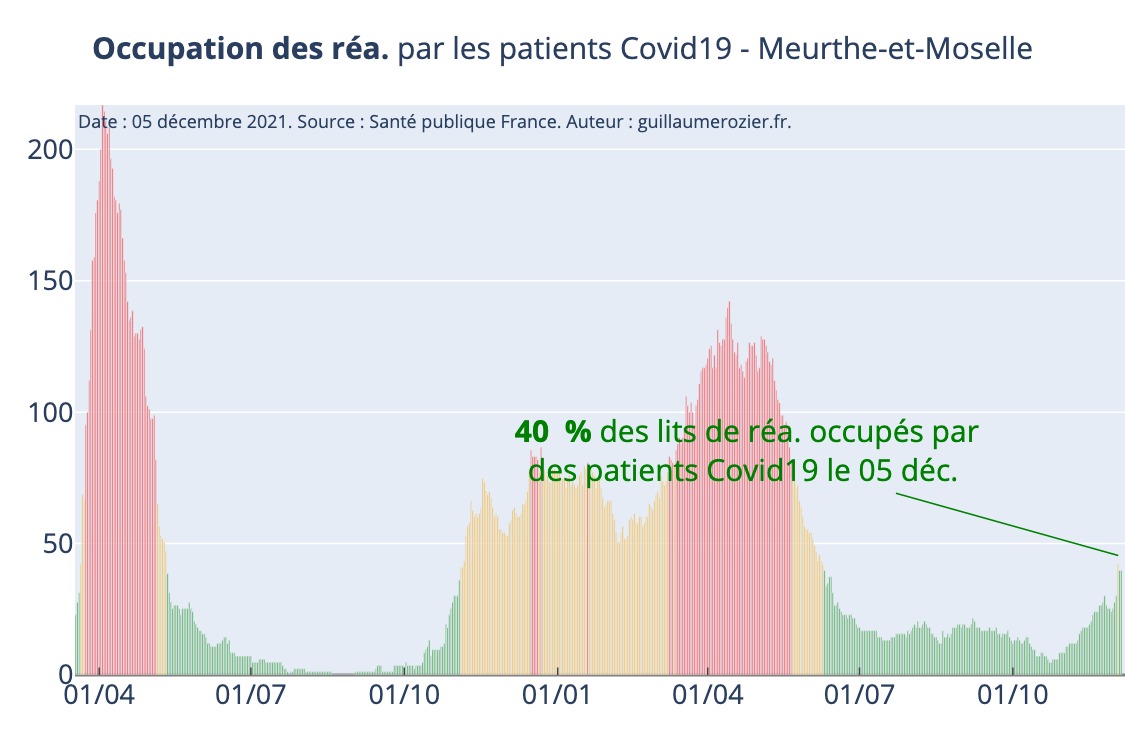 Occupation des réa. par les patients Covid19 - Meurthe-et-Moselle
Date : 05 décembre 2021. Source : Santé publique France. Auteur : guillaumerozier.fr.
200
150
100
50
0
40 % des lits de réa. occupés par
des patients Covid19 le 05 déc.
01/04 01/07 01/10 01/01 01/04 01/07 01/10